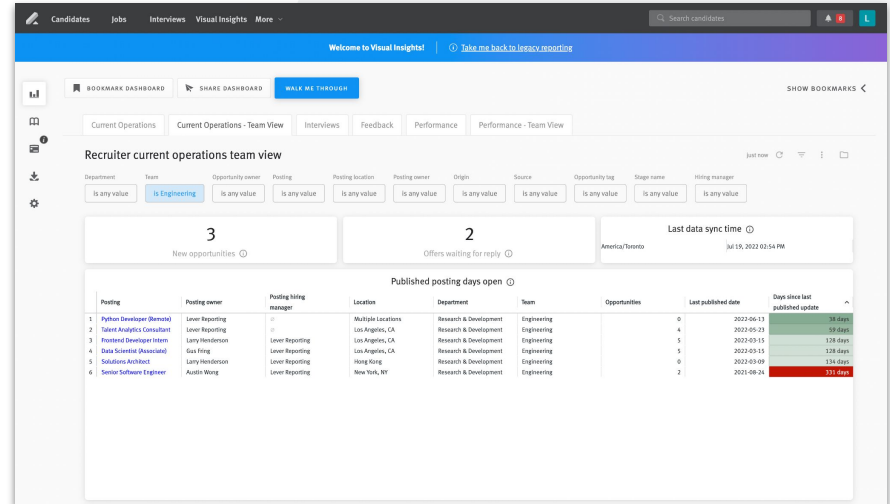 Candidates Jobs Interviews Visual Insights More Search candidates 8 L
Welcome to Visual Insights! Take me back to legacy reporting
BOOKMARK DASHBOARD SHARE DASHBOARD WALK ME THROUGH SHOW BOOKMARKS
Current Operations Current Operations - Team View Interviews Feedback Performance Performance - Team View
Recruiter current operations team view just now
Department Team Opportunity owner Posting Posting location Posting owner Origin Source Opportunity tag Stage name Hiring manager
is any value is Engineering is any value is any value is any value is any value is any value is any value is any value is any value is any value
3 2 Last data sync time
New opportunities Offers waiting for reply America/Toronto Jul 19, 2022 02:54 PM
Published posting days open
Posting Posting owner Posting hiring manager Location Department Team Opportunities Last published date Days since last published update
1 Python Developer (Remote) Lever Reporting ∅ Multiple Locations Research & Development Engineering 0 2022-06-13 38 days
2 Talent Analytics Consultant Lever Reporting ∅ Los Angeles, CA Research & Development Engineering 4 2022-05-23 59 days
3 Frontend Developer Intern Larry Henderson Lever Reporting Los Angeles, CA Research & Development Engineering 5 2022-03-15 128 days
4 Data Scientist (Associate) Gus Fring Lever Reporting Los Angeles, CA Research & Development Engineering 5 2022-03-15 128 days
5 Solutions Architect Larry Henderson Lever Reporting Hong Kong Research & Development Engineering 0 2022-03-09 134 days
6 Senior Software Engineer Austin Wong Lever Reporting New York, NY Research & Development Engineering 2 2021-08-24 331 days